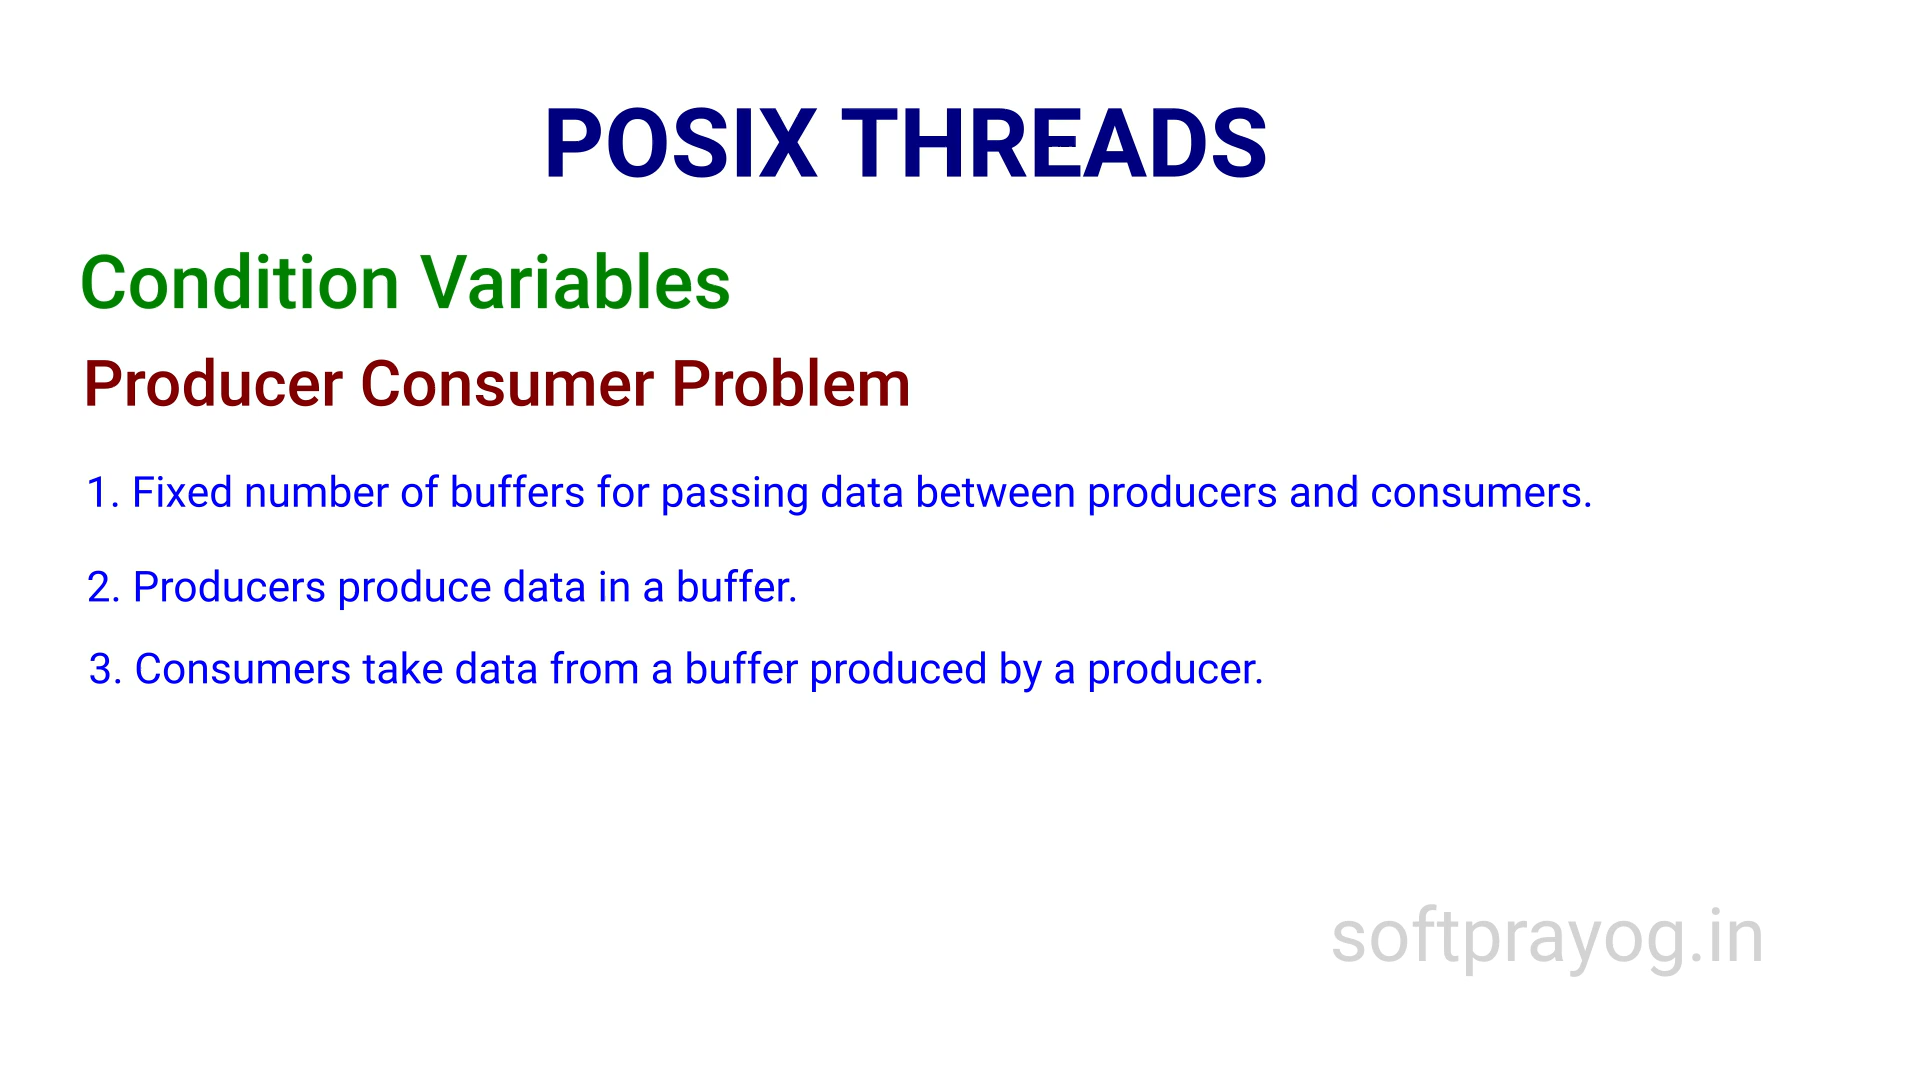 POSIX THREADS
Condition Variables
Producer Consumer Problem
1. Fixed number of buffers for passing data between producers and consumers.
2. Producers produce data in a buffer.
3. Consumers take data from a buffer produced by a producer.
softprayog.in